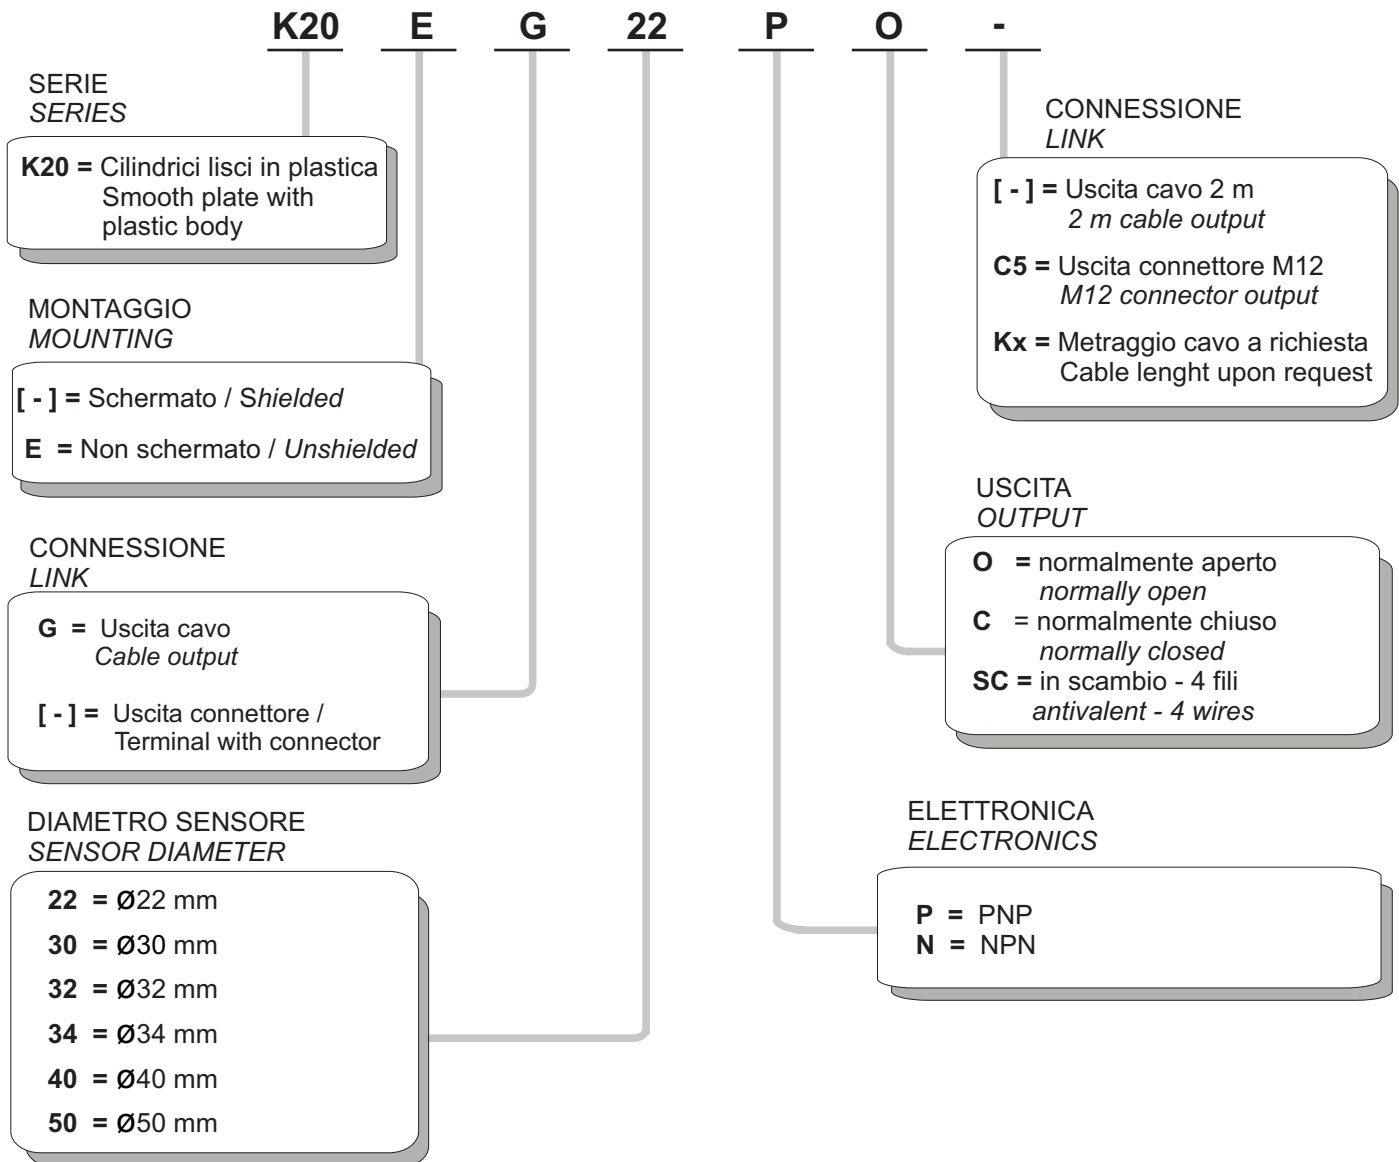 K20 E G 22 P O -
SERIE
SERIES
K20 = Cilindrici lisci in plastica
Smooth plate with
plastic body
MONTAGGIO
MOUNTING
[ - ] = Schermato / Shielded
E = Non schermato / Unshielded
CONNESSIONE
LINK
G = Uscita cavo
Cable output
[ - ] = Uscita connettore /
Terminal with connector
DIAMETRO SENSORE
SENSOR DIAMETER
22 = Ø22 mm
30 = Ø30 mm
32 = Ø32 mm
34 = Ø34 mm
40 = Ø40 mm
50 = Ø50 mm
CONNESSIONE
LINK
[ - ] = Uscita cavo 2 m
2 m cable output
C5 = Uscita connettore M12
M12 connector output
Kx = Metraggio cavo a richiesta
Cable lenght upon request
USCITA
OUTPUT
O = normalmente aperto
normally open
C = normalmente chiuso
normally closed
SC = in scambio - 4 fili
antivalent - 4 wires
ELETTRONICA
ELECTRONICS
P = PNP
N = NPN